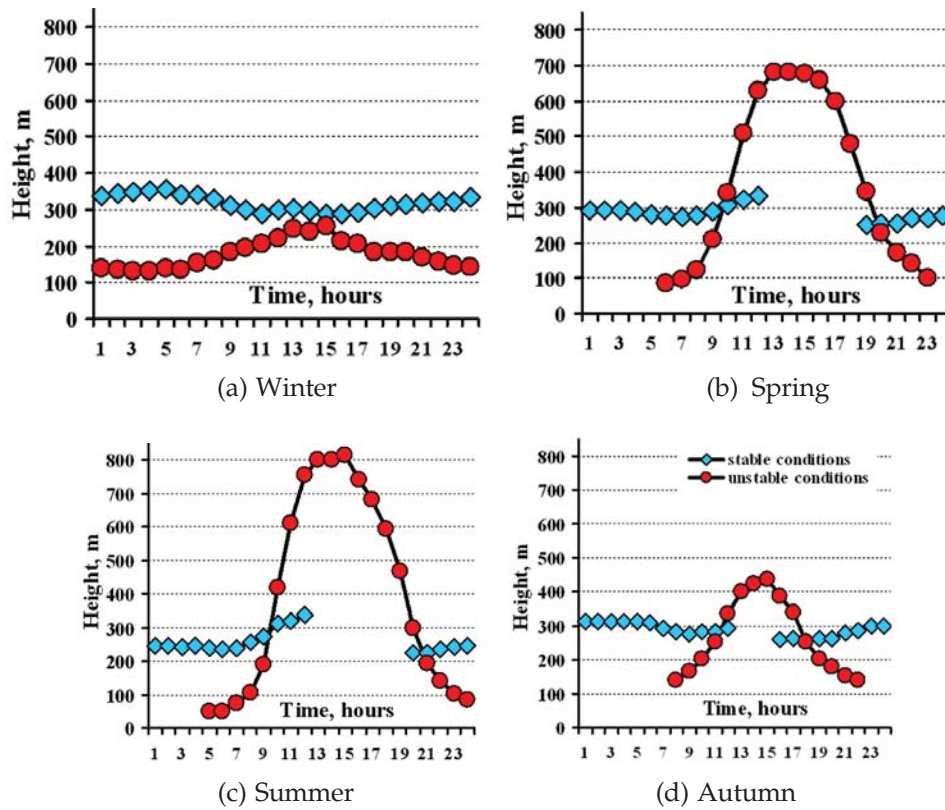 800
700
600
500
400
300
200
100
0
Height, m
Time, hours
1 3 5 7 9 11 13 15 17 19 21 23
(a) Winter
800
700
600
500
400
300
200
100
0
Height, m
Time, hours
1 3 5 7 9 11 13 15 17 19 21 23
(b) Spring
800
700
600
500
400
300
200
100
0
Height, m
Time, hours
1 3 5 7 9 11 13 15 17 19 21 23
(c) Summer
800
700
600
500
400
300
200
100
0
Height, m
stable conditions
unstable conditions
Time, hours
1 3 5 7 9 11 13 15 17 19 21 23
(d) Autumn